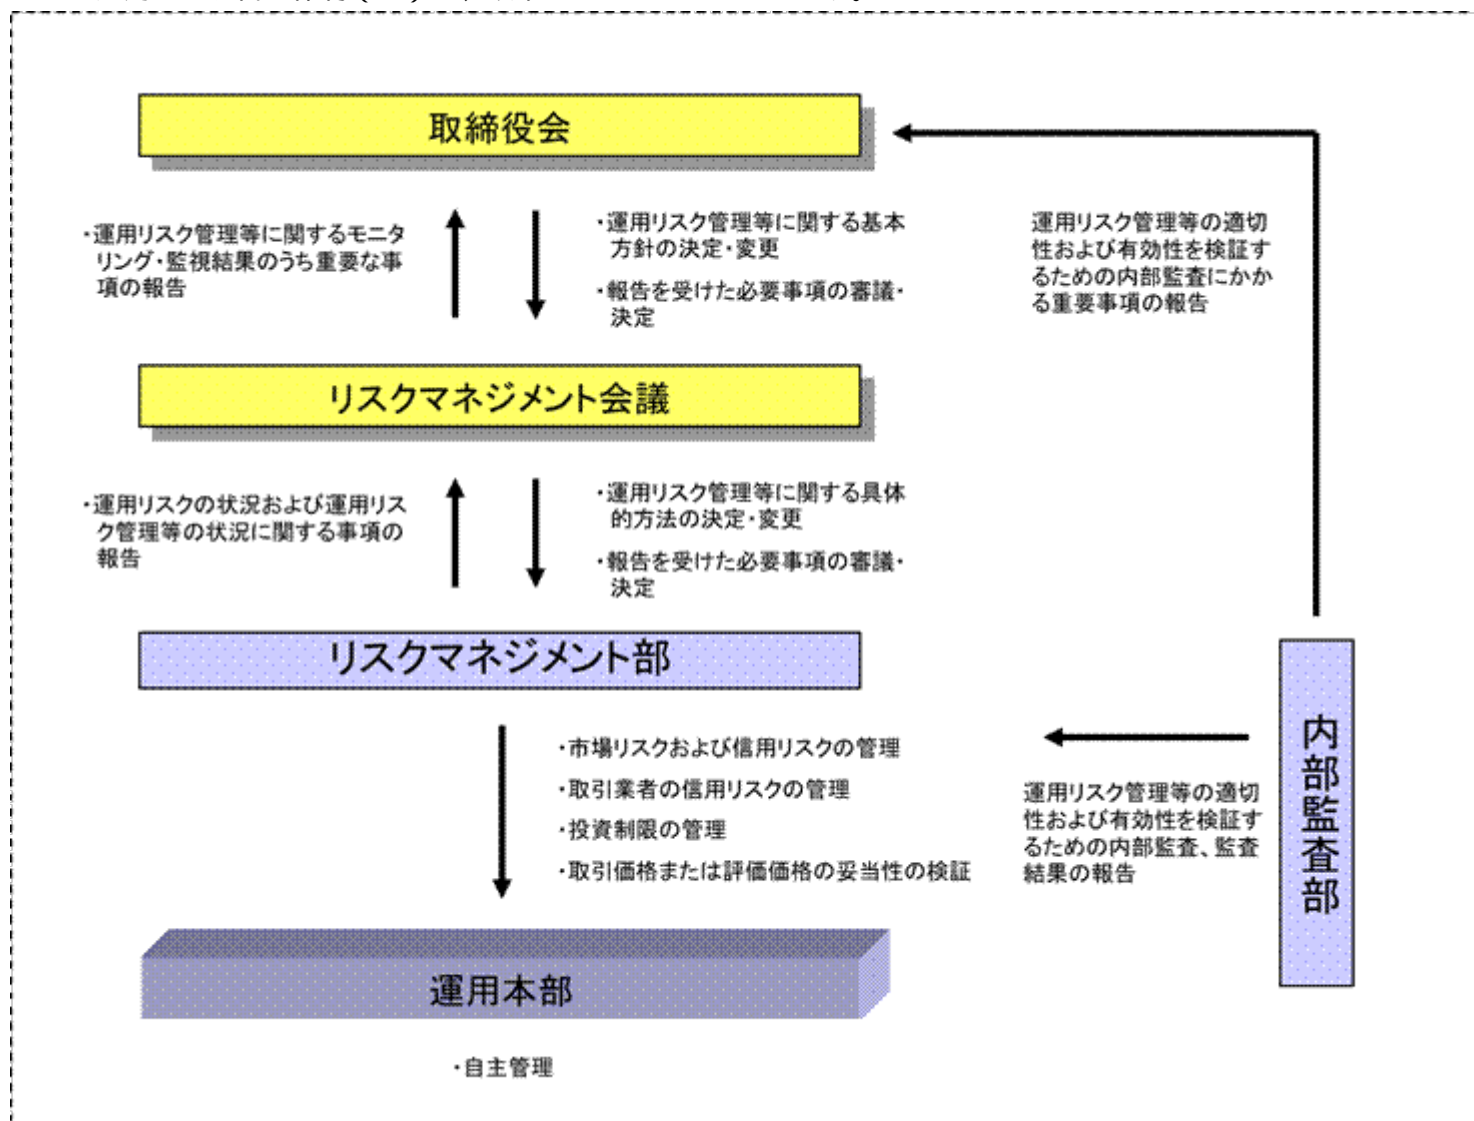 取締役会
・運用リスク管理等に関するモニタ
リング・監視結果のうち重要な事
項の報告
・運用リスク管理等に関する基本
方針の決定・変更
・報告を受けた必要事項の審議・
決定
運用リスク管理等の適切
性および有効性を検証す
るための内部監査にかか
る重要事項の報告
リスクマネジメント会議
・運用リスクの状況および運用リス
ク管理等の状況に関する事項の
報告
・運用リスク管理等に関する具体
的方法の決定・変更
・報告を受けた必要事項の審議・
決定
リスクマネジメント部
・市場リスクおよび信用リスクの管理
・取引業者の信用リスクの管理
・投資制限の管理
・取引価格または評価価格の妥当性の検証
運用リスク管理等の適切
性および有効性を検証す
るための内部監査、監査
結果の報告
内部監査部
運用本部
・自主管理